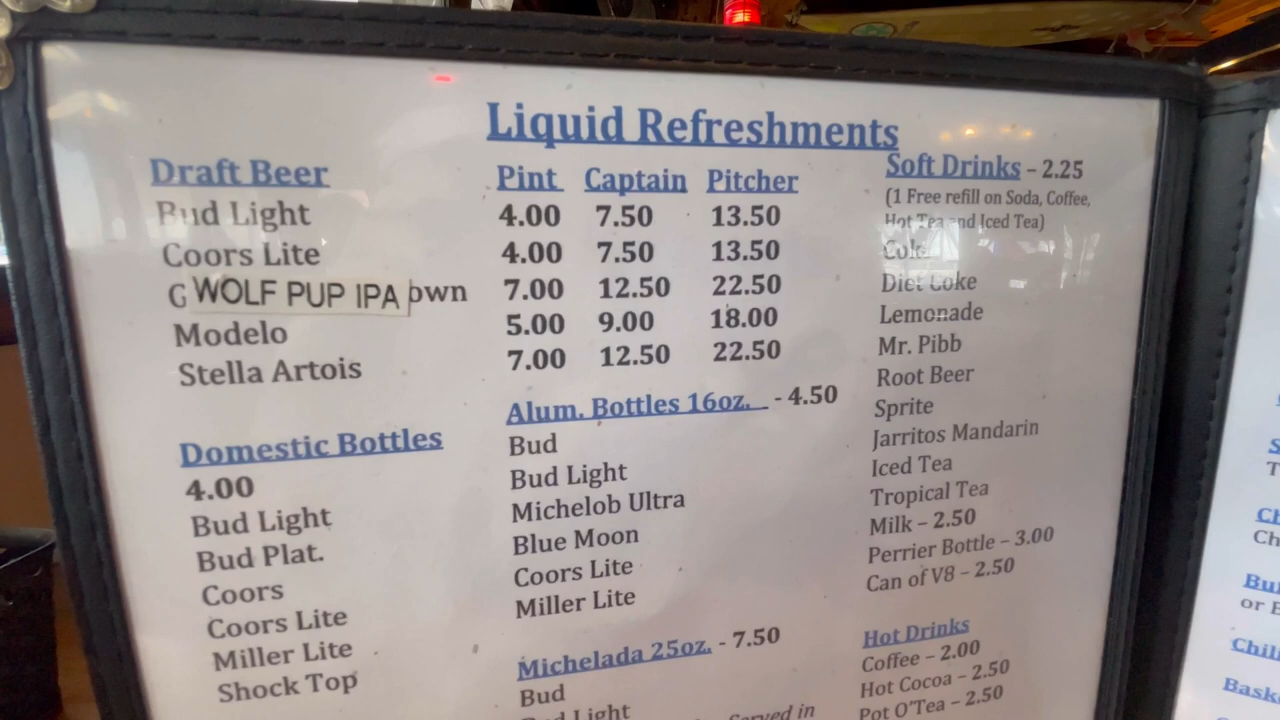 Liquid Refreshments
Draft Beer Pint Captain Pitcher
Bud Light 4.00 7.50 13.50
Coors Lite 4.00 7.50 13.50
G WOLF PUP IPA own 7.00 12.50 22.50
Modelo 5.00 9.00 18.00
Stella Artois 7.00 12.50 22.50
Domestic Bottles
4.00
Bud Light
Bud Plat.
Coors
Coors Lite
Miller Lite
Shock Top
Alum. Bottles 16oz. - 4.50
Bud
Bud Light
Michelob Ultra
Blue Moon
Coors Lite
Miller Lite
Michelada 25oz. - 7.50
Bud
Bud Light
Served in
Soft Drinks - 2.25
(1 Free refill on Soda, Coffee,
Hot Tea and Iced Tea)
Coke
Diet Coke
Lemonade
Mr. Pibb
Root Beer
Sprite
Jarritos Mandarin
Iced Tea
Tropical Tea
Milk - 2.50
Perrier Bottle - 3.00
Can of V8 - 2.50
Hot Drinks
Coffee - 2.00
Hot Cocoa - 2.50
Pot O'Tea - 2.50